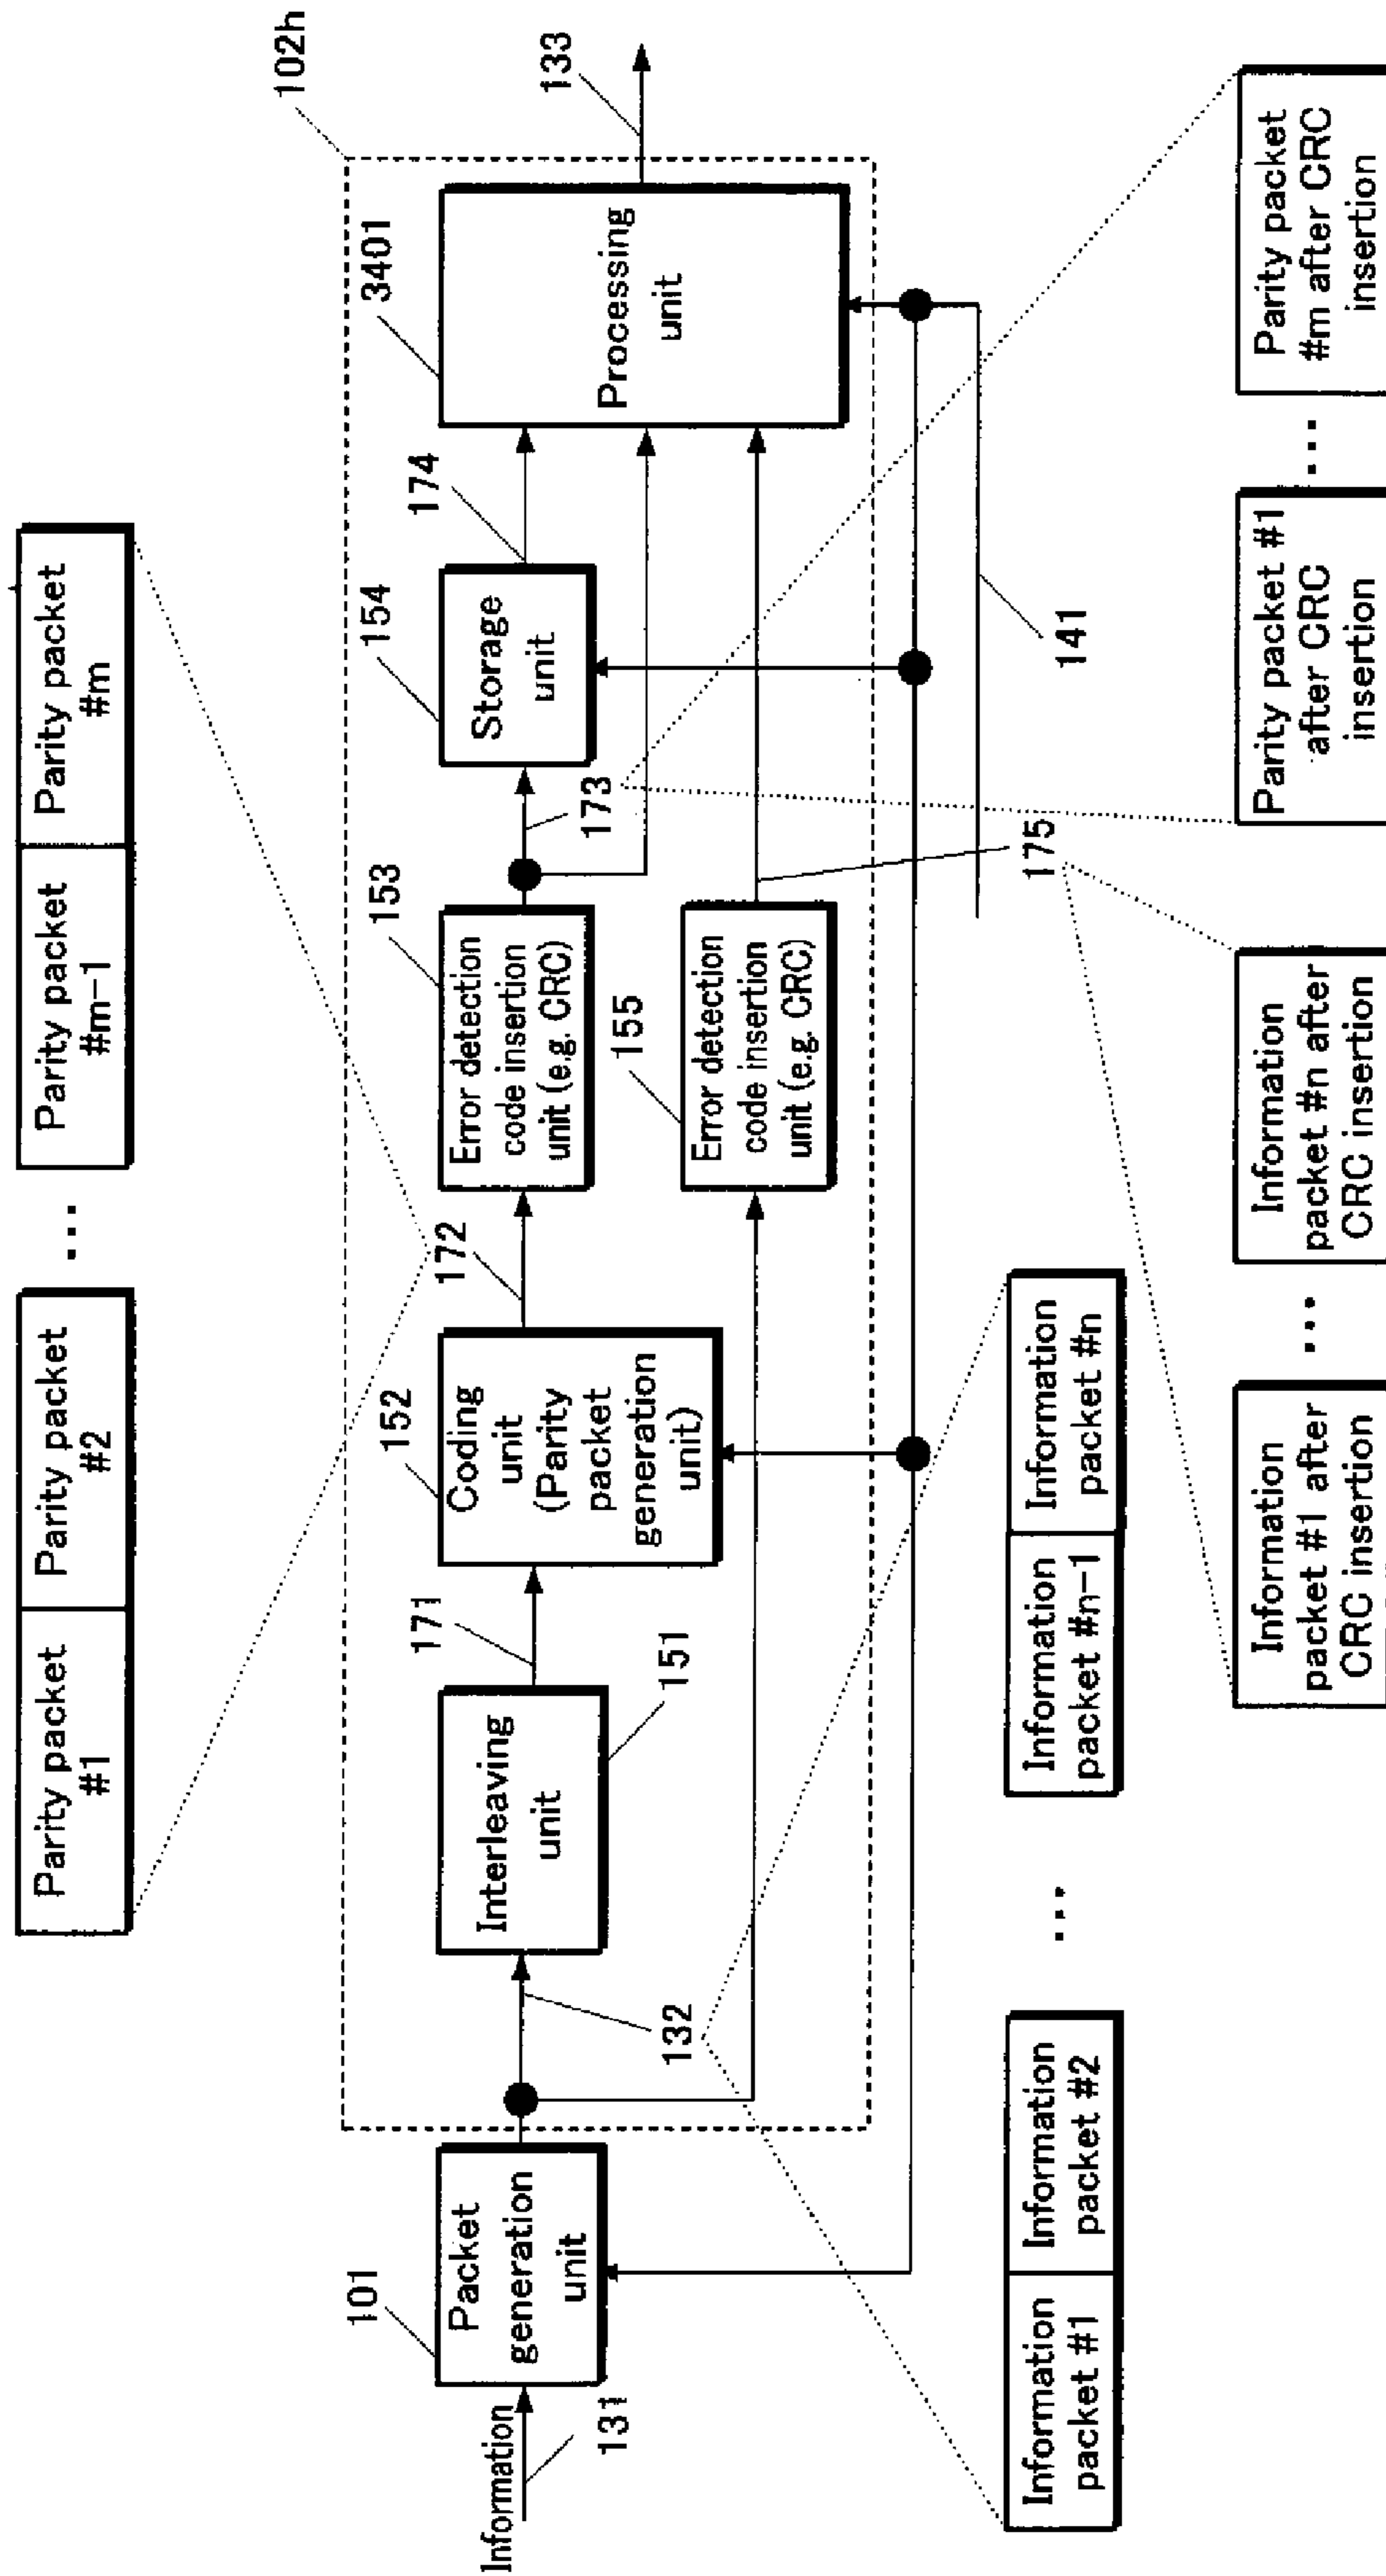 Parity packet
#1
Parity packet
#2
...
Parity packet
#m-1
Parity packet
#m
102h
101
Information
131
Packet
generation
unit
132
Interleaving
unit
151
171
152
Coding
unit
(Parity
packet
generation
unit)
172
153
Error detection
code insertion
unit (e.g. CRC)
173
154
Storage
unit
174
3401
Processing
unit
133
155
Error detection
code insertion
unit (e.g. CRC)
175
141
Information
packet #1
Information
packet #2
...
Information
packet #n-1
Information
packet #n
Information
packet #1 after
CRC insertion
...
Information
packet #n after
CRC insertion
Parity packet #1
after CRC
insertion
...
Parity packet
#m after CRC
insertion